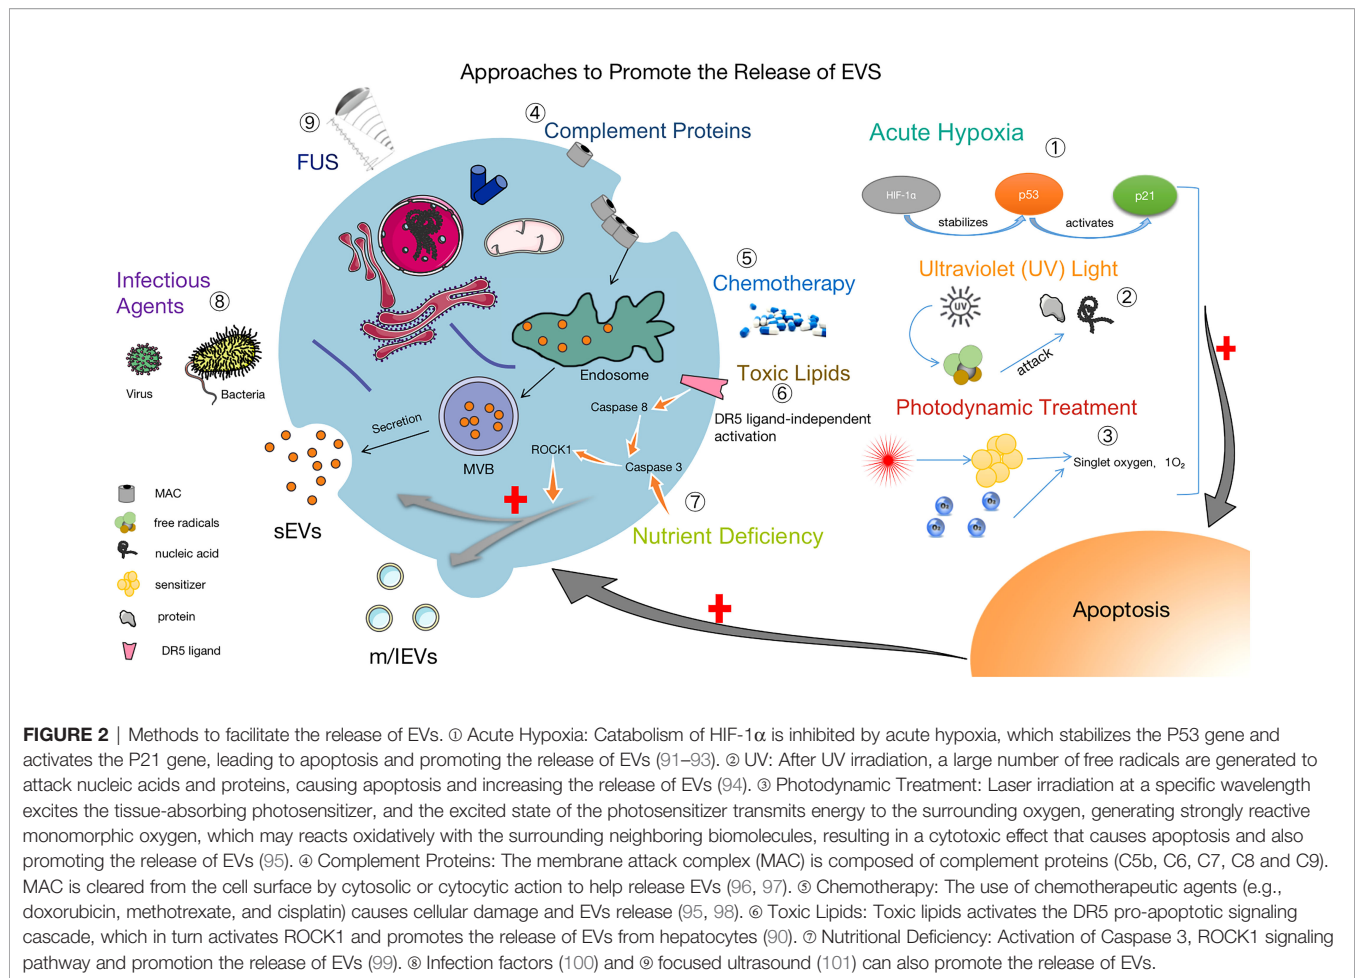 Approaches to Promote the Release of EVS
⑨
FUS
④
Complement Proteins
Acute Hypoxia
①
HIF-1α
p53
p21
stabilizes
activates
⑤
Chemotherapy
Ultraviolet (UV) Light
②
UV
attack
Infectious
Agents
⑧
Virus
Bacteria
Endosome
Toxic Lipids
⑥
DR5 ligand-independent
activation
Caspase 8
Secretion
MVB
ROCK1
Caspase 3
⑦
Nutrient Deficiency
Photodynamic Treatment
③
Singlet oxygen, 1O₂
O₂
O₂
O₂
O₂
sEVs
m/lEVs
Apoptosis
MAC
free radicals
nucleic acid
sensitizer
protein
DR5 ligand
FIGURE 2 | Methods to facilitate the release of EVs. ① Acute Hypoxia: Catabolism of HIF-1α is inhibited by acute hypoxia, which stabilizes the P53 gene and
activates the P21 gene, leading to apoptosis and promoting the release of EVs (91–93). ② UV: After UV irradiation, a large number of free radicals are generated to
attack nucleic acids and proteins, causing apoptosis and increasing the release of EVs (94). ③ Photodynamic Treatment: Laser irradiation at a specific wavelength
excites the tissue-absorbing photosensitizer, and the excited state of the photosensitizer transmits energy to the surrounding oxygen, generating strongly reactive
monomorphic oxygen, which may reacts oxidatively with the surrounding neighboring biomolecules, resulting in a cytotoxic effect that causes apoptosis and also
promoting the release of EVs (95). ④ Complement Proteins: The membrane attack complex (MAC) is composed of complement proteins (C5b, C6, C7, C8 and C9).
MAC is cleared from the cell surface by cytosolic or cytocytic action to help release EVs (96, 97). ⑤ Chemotherapy: The use of chemotherapeutic agents (e.g.,
doxorubicin, methotrexate, and cisplatin) causes cellular damage and EVs release (95, 98). ⑥ Toxic Lipids: Toxic lipids activates the DR5 pro-apoptotic signaling
cascade, which in turn activates ROCK1 and promotes the release of EVs from hepatocytes (90). ⑦ Nutritional Deficiency: Activation of Caspase 3, ROCK1 signaling
pathway and promotion the release of EVs (99). ⑧ Infection factors (100) and ⑨ focused ultrasound (101) can also promote the release of EVs.